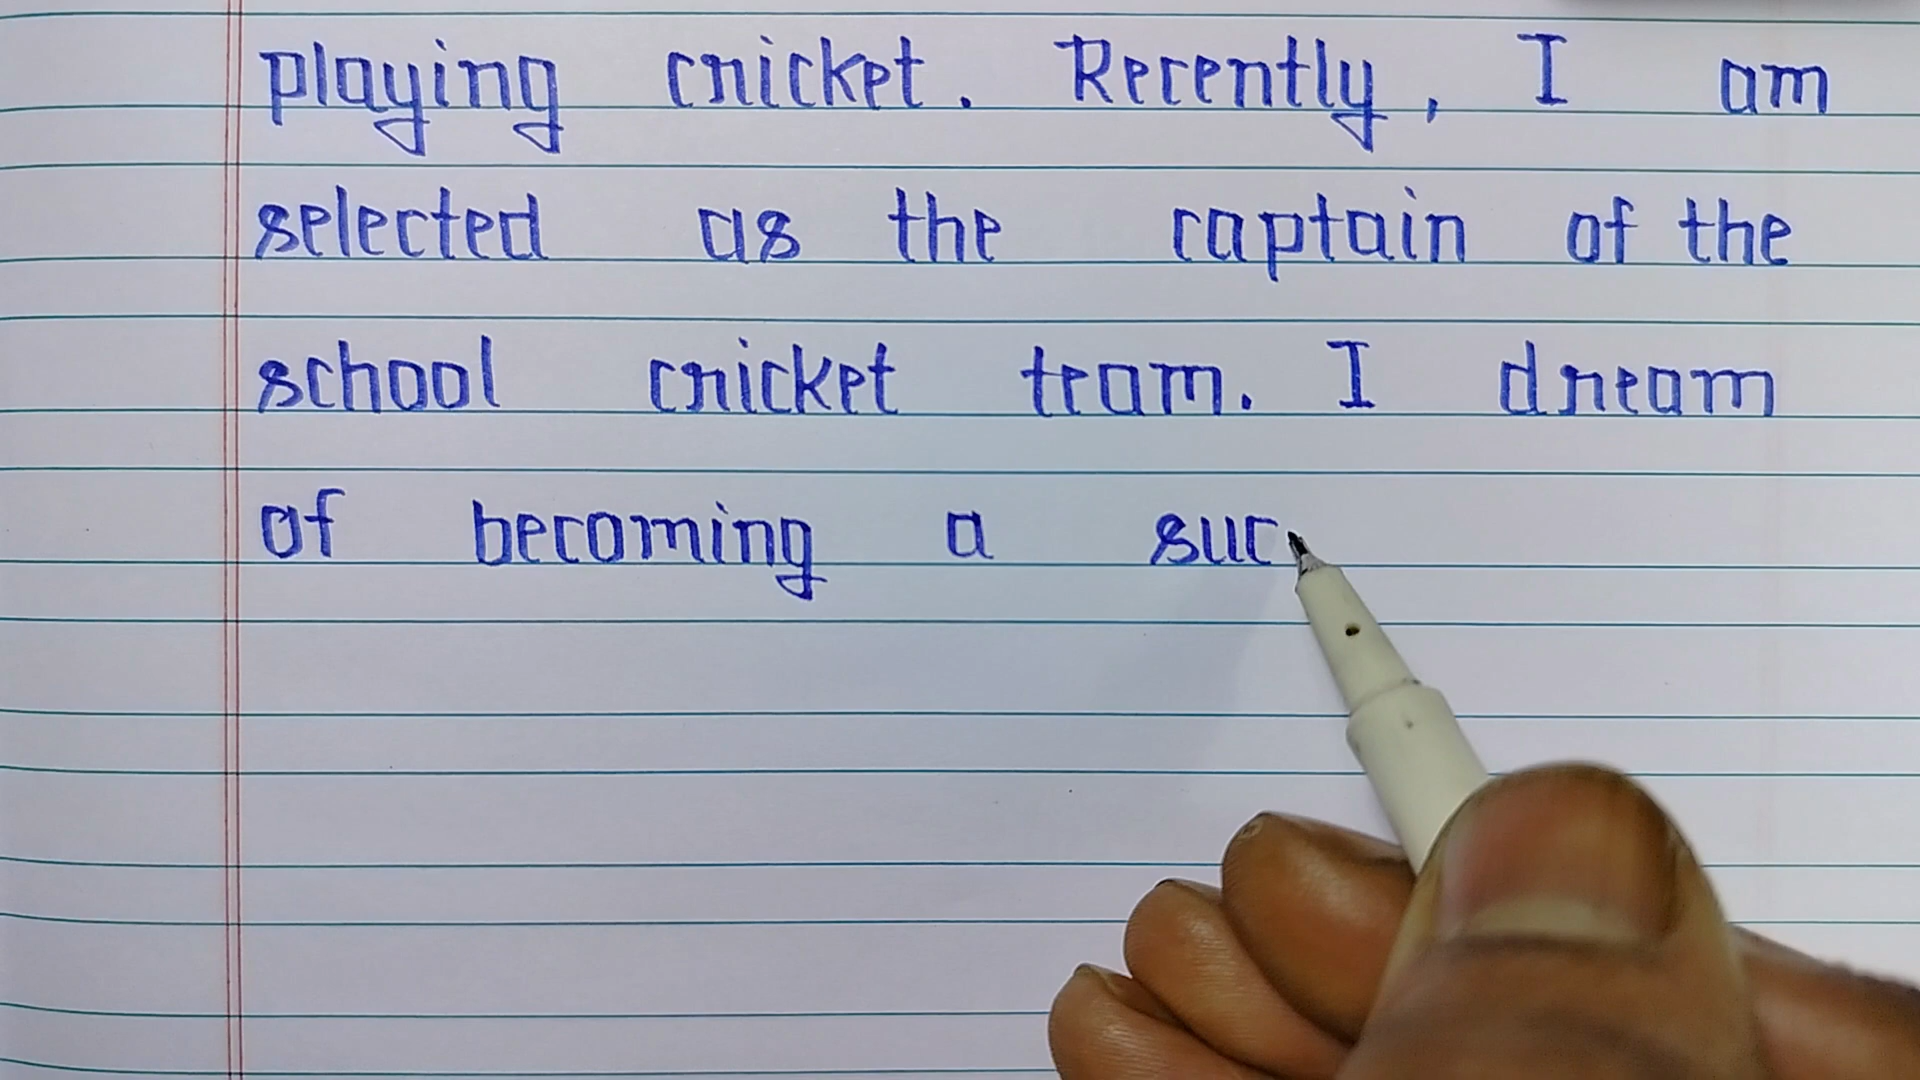 playing cricket. Recently, I am
selected as the captain of the
school cricket team. I dream
of becoming a suc